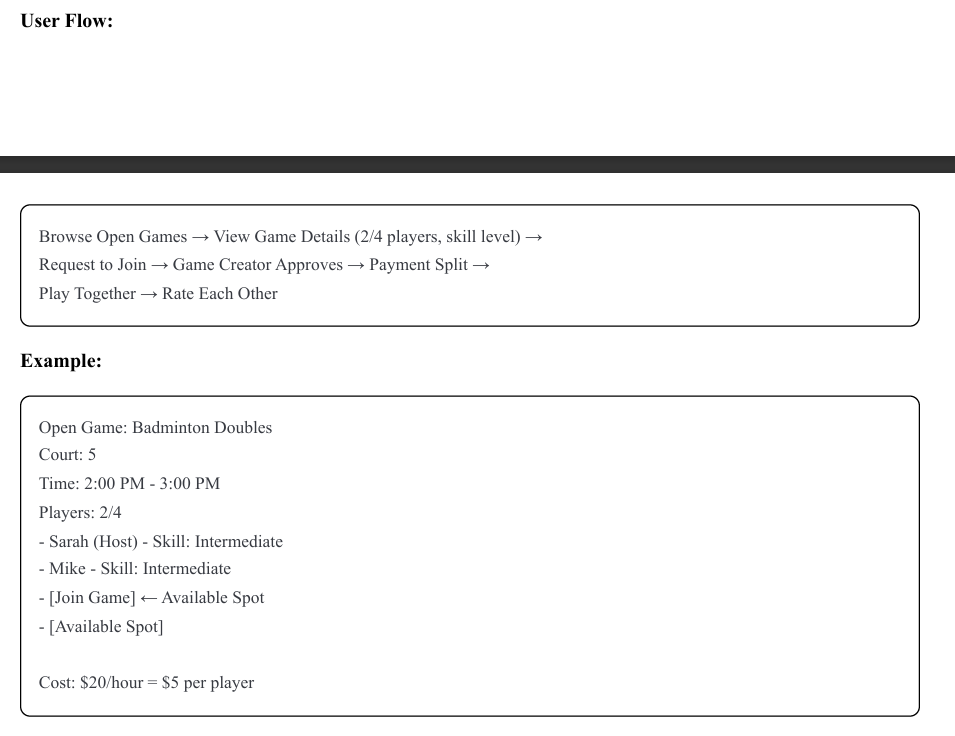 User Flow:
Browse Open Games → View Game Details (2/4 players, skill level) →
Request to Join → Game Creator Approves → Payment Split →
Play Together → Rate Each Other
Example:
Open Game: Badminton Doubles
Court: 5
Time: 2:00 PM - 3:00 PM
Players: 2/4
- Sarah (Host) - Skill: Intermediate
- Mike - Skill: Intermediate
- [Join Game] ← Available Spot
- [Available Spot]
Cost: $20/hour = $5 per player